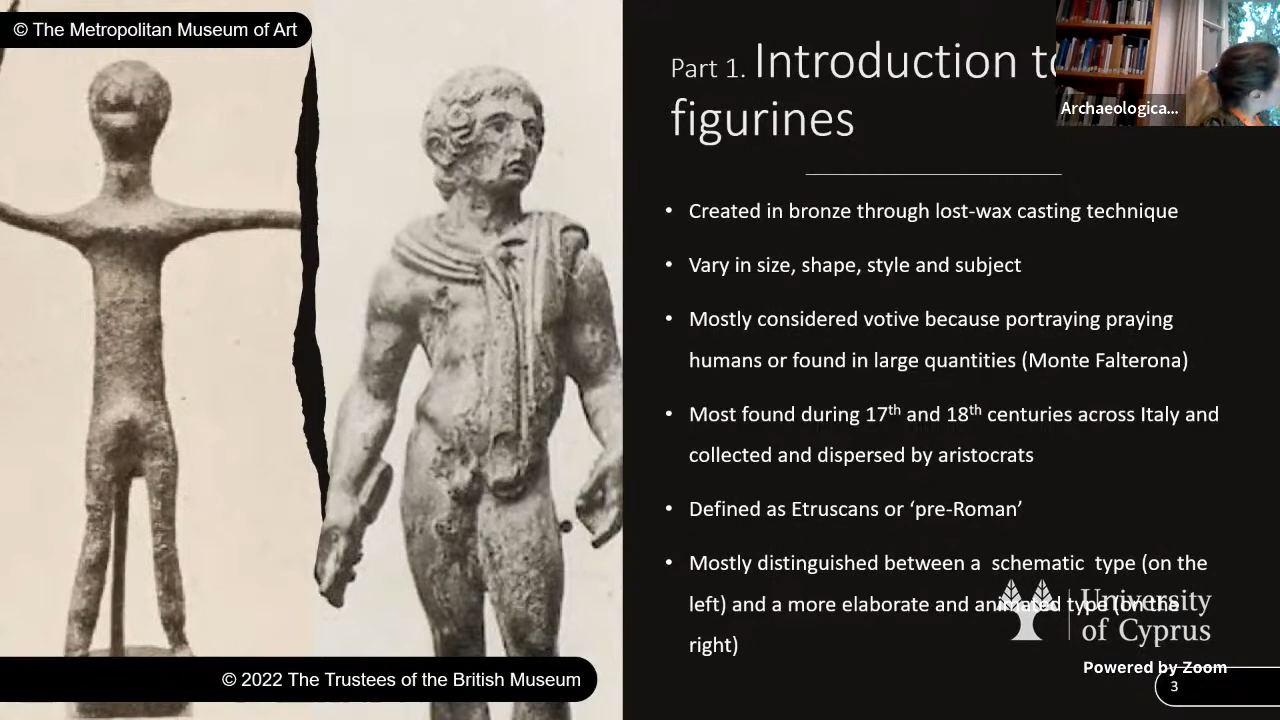 © The Metropolitan Museum of Art
Part 1. Introduction to
figurines
Archaeologica...
• Created in bronze through lost-wax casting technique
• Vary in size, shape, style and subject
• Mostly considered votive because portraying praying
humans or found in large quantities (Monte Falterona)
• Most found during 17th and 18th centuries across Italy and
collected and dispersed by aristocrats
• Defined as Etruscans or ‘pre-Roman’
• Mostly distinguished between a schematic type (on the
left) and a more elaborate and animated type (on the
right)
University
of Cyprus
Powered by Zoom
© 2022 The Trustees of the British Museum
3